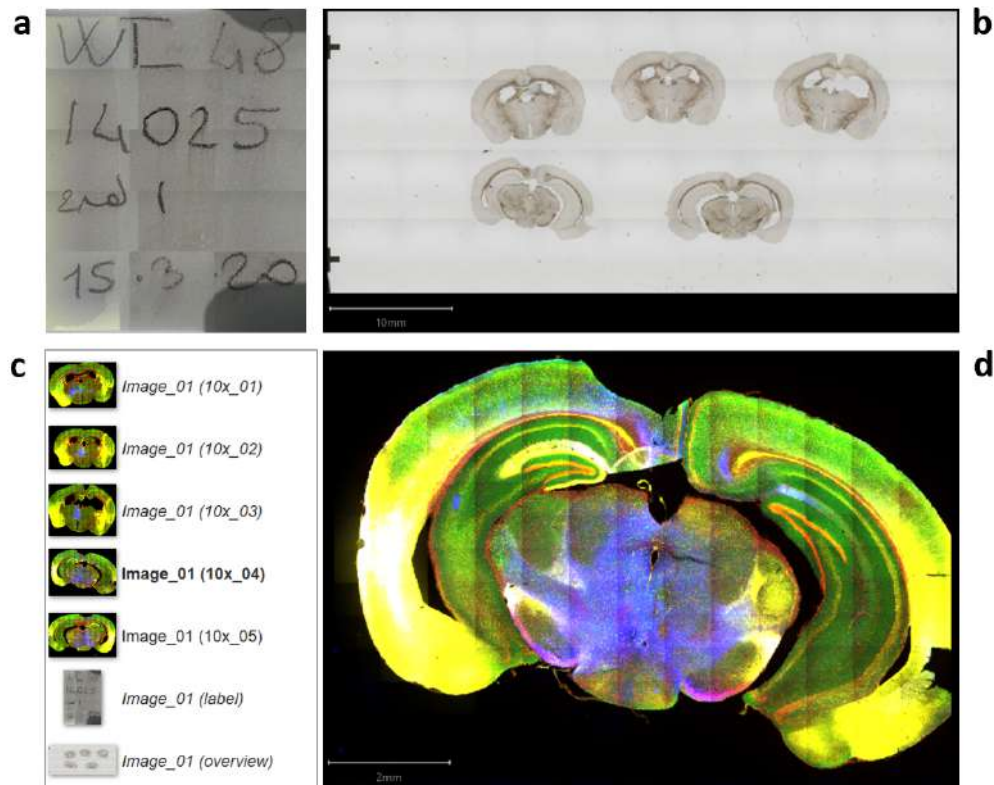 a
WI 48
14025
2nd 1
15.3.20
b
10mm
c
Image_01 (10x_01)
Image_01 (10x_02)
Image_01 (10x_03)
Image_01 (10x_04)
Image_01 (10x_05)
Image_01 (label)
Image_01 (overview)
d
2mm